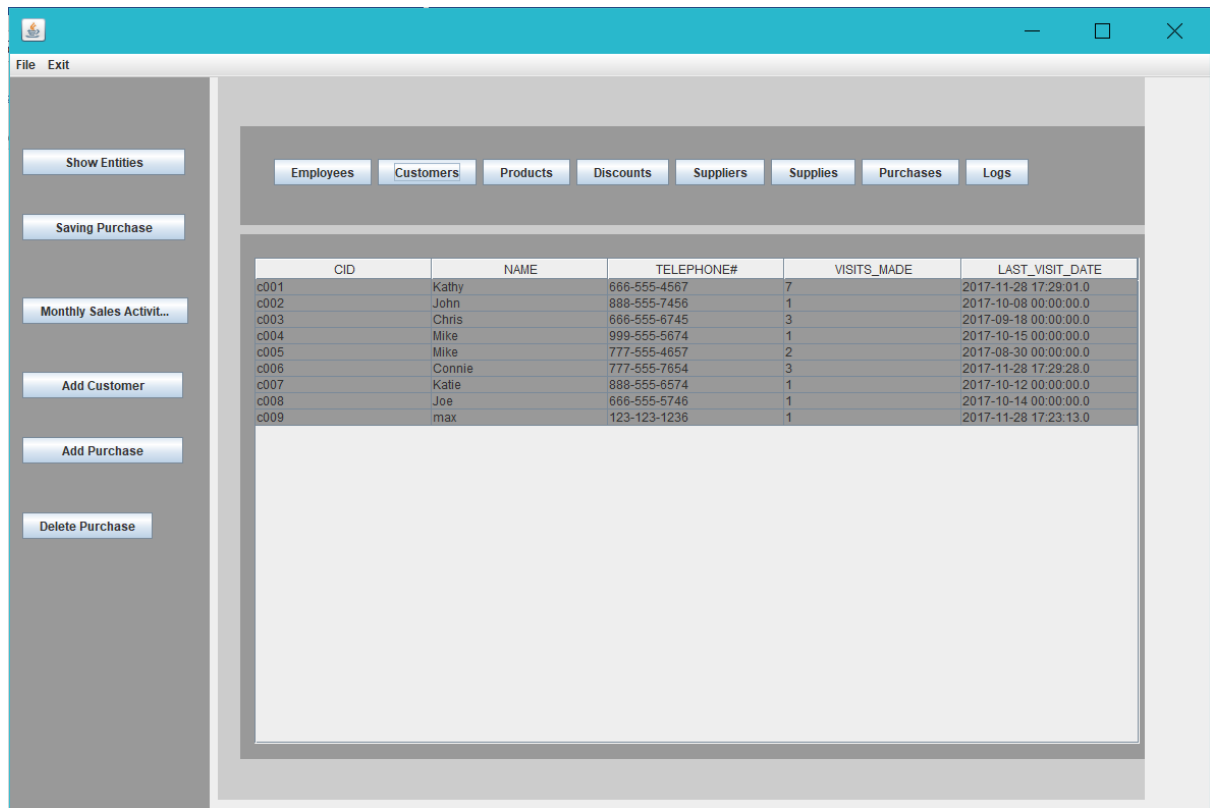 File Exit
Show Entities
Saving Purchase
Monthly Sales Activit...
Add Customer
Add Purchase
Delete Purchase
Employees Customers Products Discounts Suppliers Supplies Purchases Logs
CID NAME TELEPHONE# VISITS_MADE LAST_VISIT_DATE
c001 Kathy 666-555-4567 7 2017-11-28 17:29:01.0
c002 John 888-555-7456 1 2017-10-08 00:00:00.0
c003 Chris 666-555-6745 3 2017-09-18 00:00:00.0
c004 Mike 999-555-5674 1 2017-10-15 00:00:00.0
c005 Mike 777-555-4657 2 2017-08-30 00:00:00.0
c006 Connie 777-555-7654 3 2017-11-28 17:29:28.0
c007 Katie 888-555-6574 1 2017-10-12 00:00:00.0
c008 Joe 666-555-5746 1 2017-10-14 00:00:00.0
c009 max 123-123-1236 1 2017-11-28 17:23:13.0